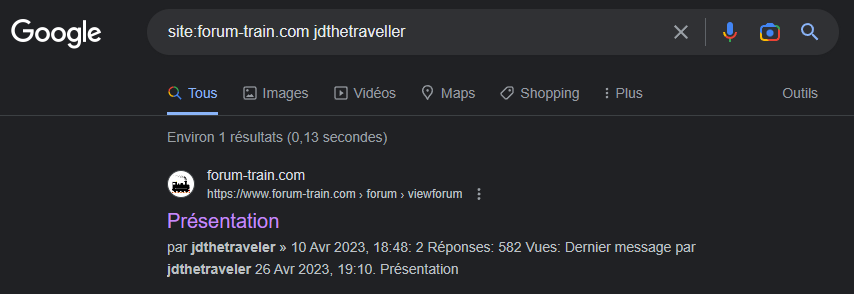 Google
site:forum-train.com jdthetraveller
Tous Images Vidéos Maps Shopping Plus Outils
Environ 1 résultats (0,13 secondes)
forum-train.com
https://www.forum-train.com › forum › viewforum
Présentation
par jdthetraveler » 10 Avr 2023, 18:48: 2 Réponses: 582 Vues: Dernier message par
jdthetraveler 26 Avr 2023, 19:10. Présentation